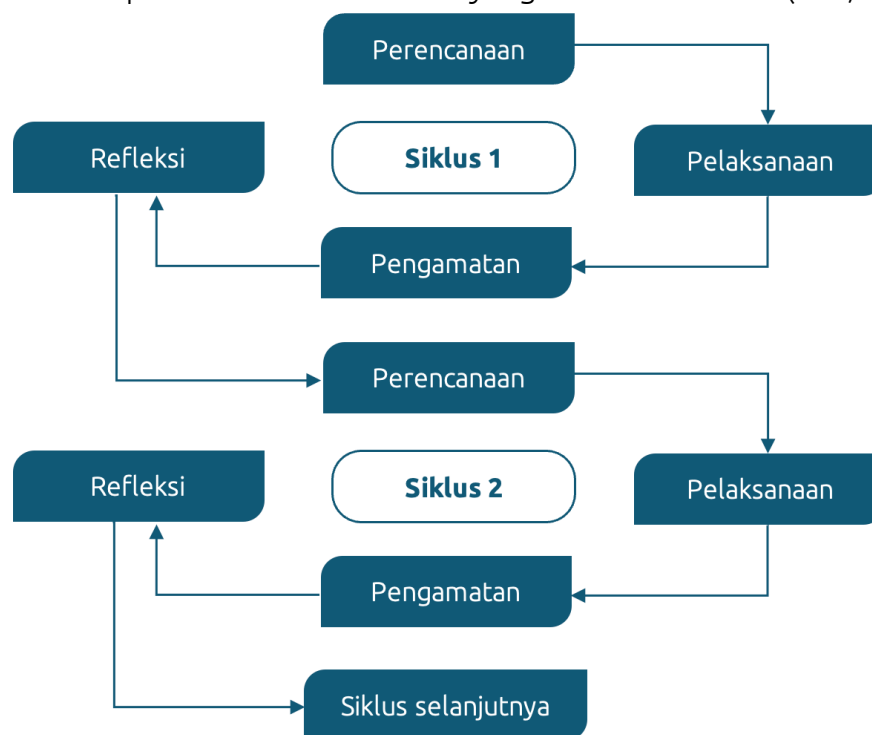 Perencanaan
Refleksi
Siklus 1
Pelaksanaan
Pengamatan
Perencanaan
Refleksi
Siklus 2
Pelaksanaan
Pengamatan
Siklus selanjutnya